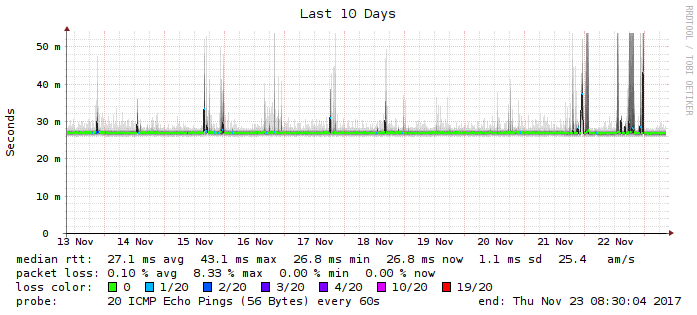 Last 10 Days
RRDTOOL / TOBI OETIKER
Seconds
50 m
40 m
30 m
20 m
10 m
0
13 Nov 14 Nov 15 Nov 16 Nov 17 Nov 18 Nov 19 Nov 20 Nov 21 Nov 22 Nov
median rtt: 27.1 ms avg 43.1 ms max 26.8 ms min 26.8 ms now 1.1 ms sd 25.4 am/s
packet loss: 0.10 % avg 8.33 % max 0.00 % min 0.00 % now
loss color: 0 1/20 2/20 3/20 4/20 10/20 19/20
probe: 20 ICMP Echo Pings (56 Bytes) every 60s end: Thu Nov 23 08:30:04 2017